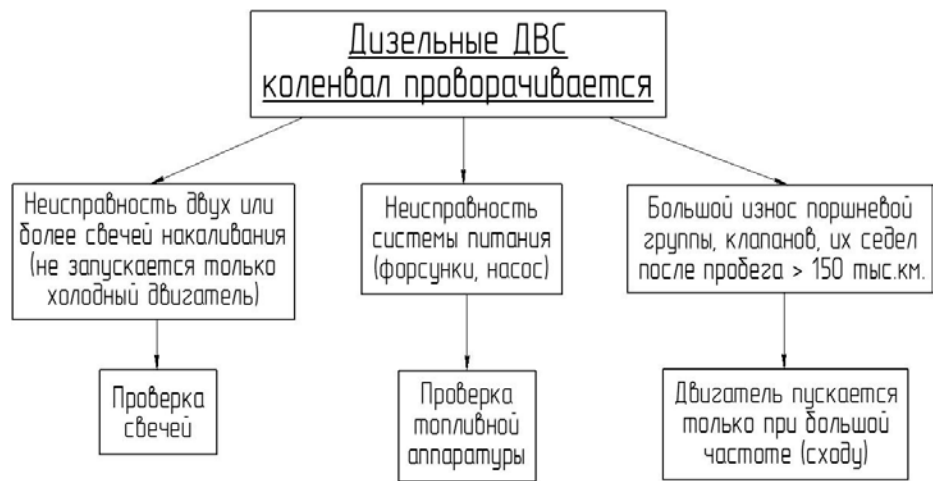 Дизельные ДВС
коленвал проворачивается
Неисправность двух или
более свечей накаливания
(не запускается только
холодный двигатель)
Неисправность
системы питания
(форсунки, насос)
Большой износ поршневой
группы, клапанов, их седел
после пробега > 150 тыс.км.
Проверка
свечей
Проверка
топливной
аппаратуры
Двигатель пускается
только при большой
частоте (сходу)